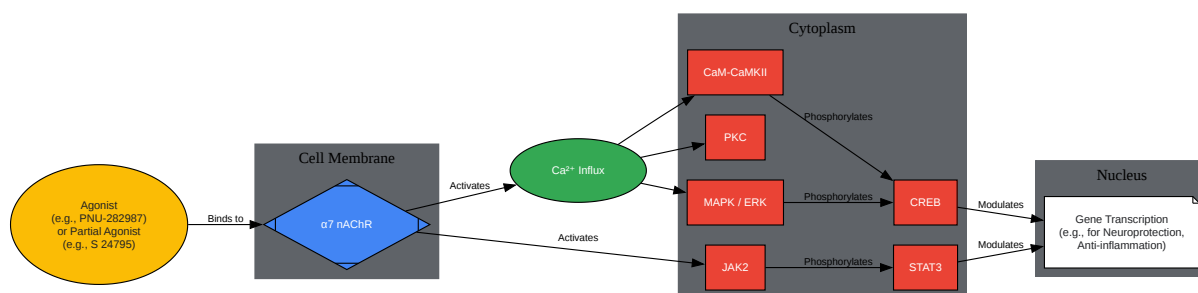 Agonist
(e.g., PNU-282987)
or Partial Agonist
(e.g., S 24795)
Binds to
Cell Membrane
α7 nAChR
Activates
Activates
Ca²⁺ Influx
Cytoplasm
CaM-CaMKII
PKC
MAPK / ERK
JAK2
Phosphorylates
Phosphorylates
Phosphorylates
CREB
STAT3
Modulates
Modulates
Nucleus
Gene Transcription
(e.g., for Neuroprotection,
Anti-inflammation)